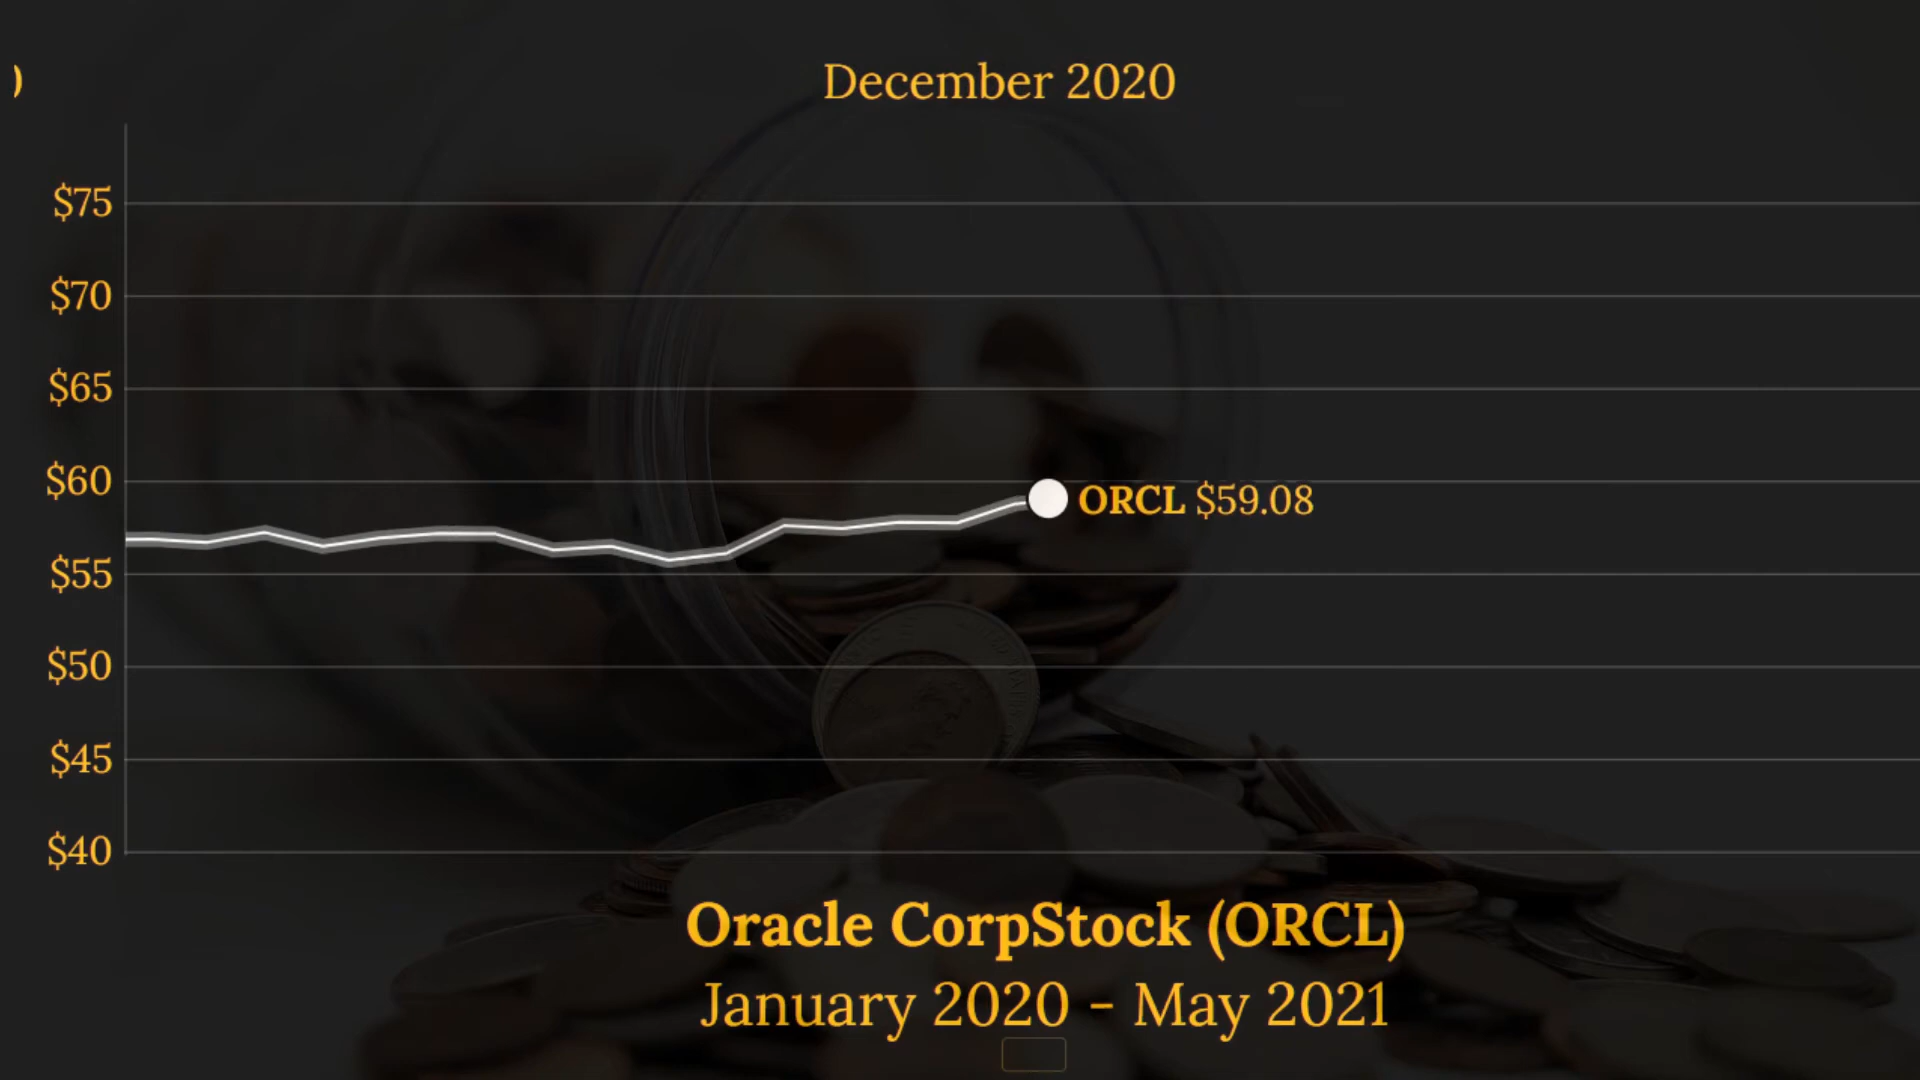 )
December 2020
$75
$70
$65
$60
ORCL $59.08
$55
$50
$45
$40
Oracle CorpStock (ORCL)
January 2020 - May 2021